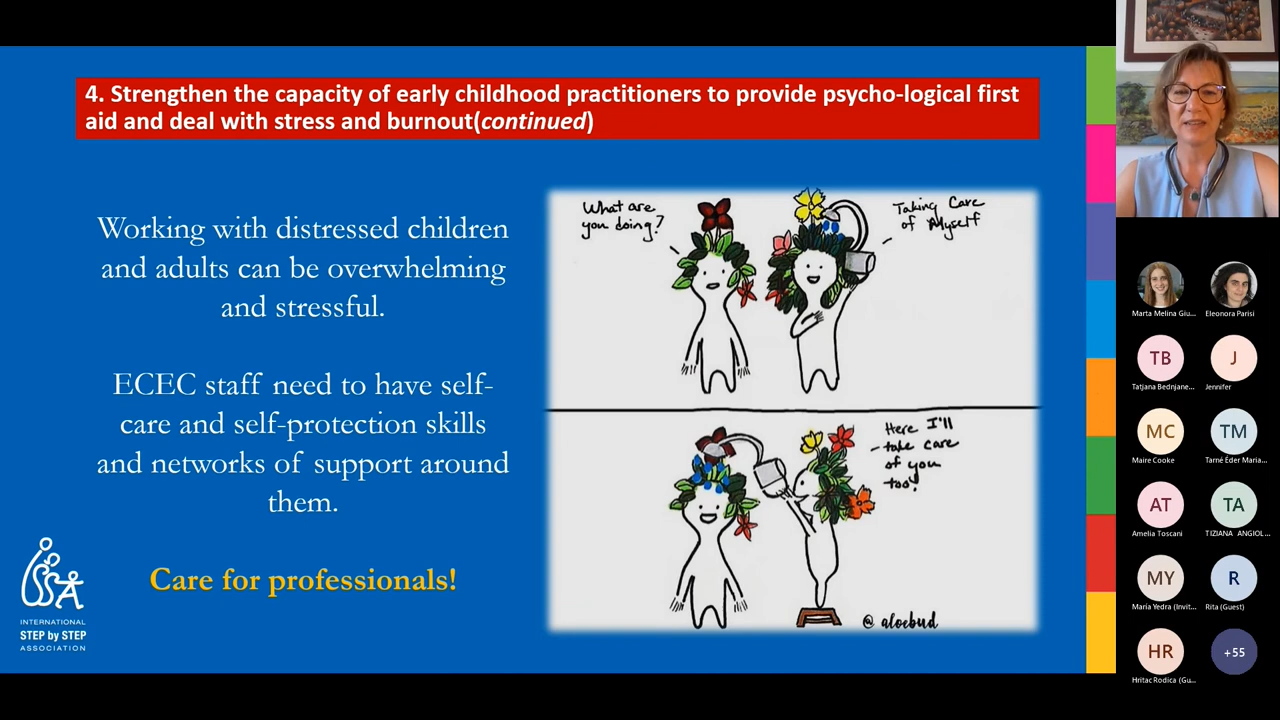 4. Strengthen the capacity of early childhood practitioners to provide psycho-logical first
aid and deal with stress and burnout(continued)
Working with distressed children
and adults can be overwhelming
and stressful.
ECEC staff need to have self-
care and self-protection skills
and networks of support around
them.
Care for professionals!
INTERNATIONAL
STEP by STEP
ASSOCIATION
What are
you doing?
Taking Care
of Myself
Here I'll
take care
of you
too!
@ aloebud
Marta Melina Giu...
Eleonora Parisi
TB
Tatjana Bednjane...
J
Jennifer
MC
Maire Cooke
TM
Tarné Éder Maria...
AT
Amelia Toscani
TA
TIZIANA ANGIOL...
MY
María Yedra (Invit...
R
Rita (Guest)
HR
Hritac Rodica (Gu...
+55